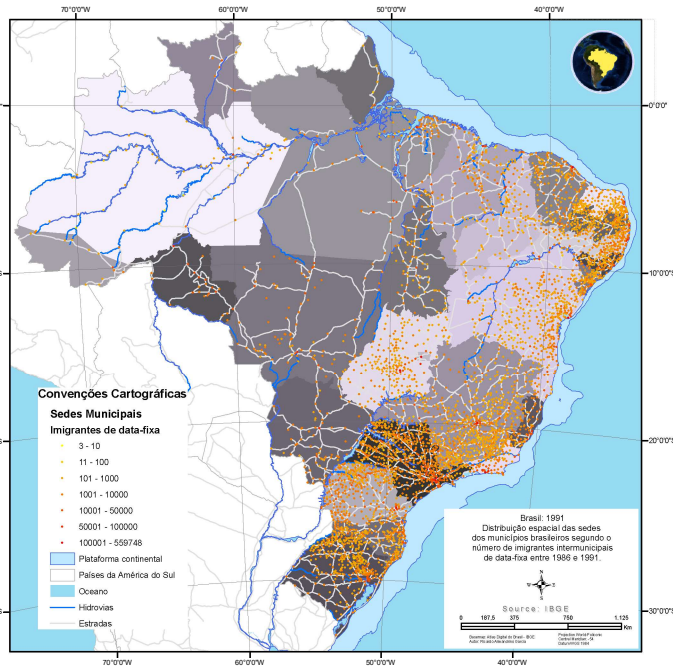 70°0'0"W 60°0'0"W 50°0'0"W 40°0'0"W
0°0'0"
10°0'0"S
20°0'0"S
30°0'0"S
Convenções Cartográficas
Sedes Municipais
Imigrantes de data-fixa
3 - 10
11 - 100
101 - 1000
1001 - 10000
10001 - 50000
50001 - 100000
100001 - 559748
Plataforma continental
Países da América do Sul
Oceano
Hidrovias
Estradas
Brasil: 1991
Distribuição espacial das sedes
dos municípios brasileiros segundo o
número de imigrantes intermunicipais
de data-fixa entre 1986 e 1991.
Source: IBGE
0 187.5 375 750 1.125
Km
70°0'0"W 60°0'0"W 50°0'0"W 40°0'0"W